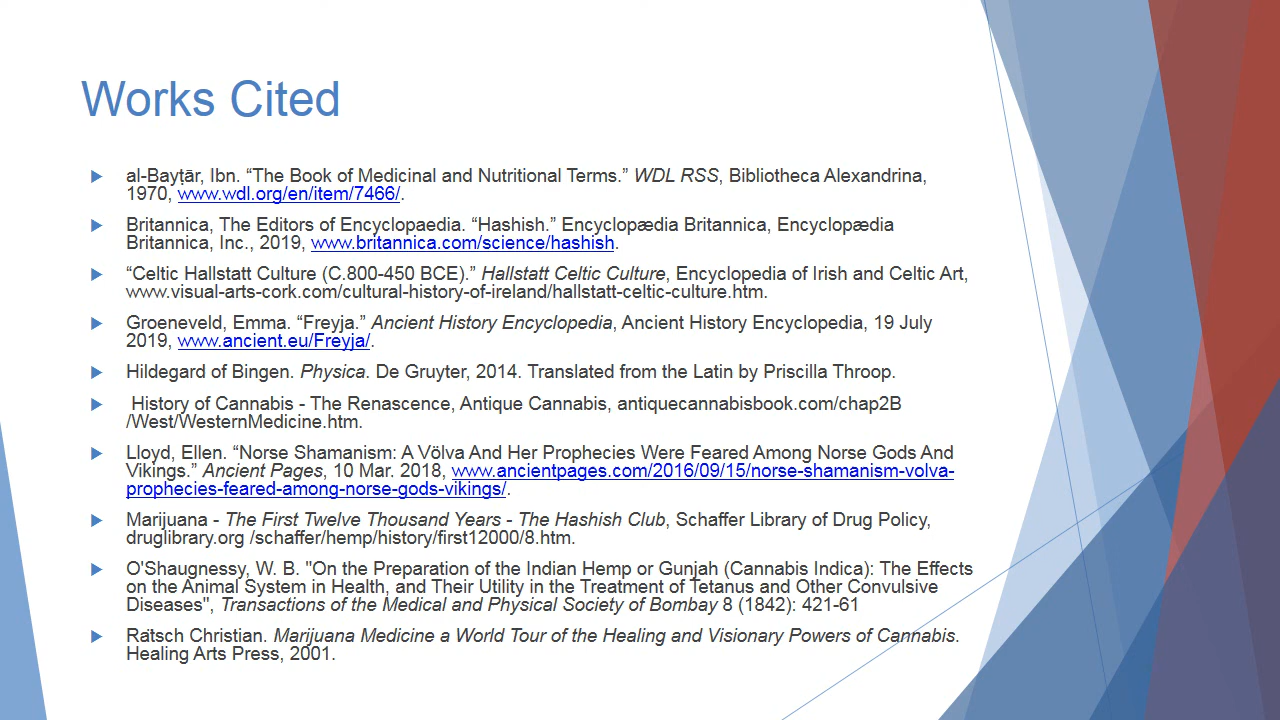 Works Cited
al-Bayṭār, Ibn. “The Book of Medicinal and Nutritional Terms.” WDL RSS, Bibliotheca Alexandrina,
1970, www.wdl.org/en/item/7466/.
Britannica, The Editors of Encyclopaedia. “Hashish.” Encyclopædia Britannica, Encyclopædia
Britannica, Inc., 2019, www.britannica.com/science/hashish.
“Celtic Hallstatt Culture (C.800-450 BCE).” Hallstatt Celtic Culture, Encyclopedia of Irish and Celtic Art,
www.visual-arts-cork.com/cultural-history-of-ireland/hallstatt-celtic-culture.htm.
Groeneveld, Emma. “Freyja.” Ancient History Encyclopedia, Ancient History Encyclopedia, 19 July
2019, www.ancient.eu/Freyja/.
Hildegard of Bingen. Physica. De Gruyter, 2014. Translated from the Latin by Priscilla Throop.
History of Cannabis - The Renascence, Antique Cannabis, antiquecannabisbook.com/chap2B
/West/WesternMedicine.htm.
Lloyd, Ellen. “Norse Shamanism: A Völva And Her Prophecies Were Feared Among Norse Gods And
Vikings.” Ancient Pages, 10 Mar. 2018, www.ancientpages.com/2016/09/15/norse-shamanism-volva-
prophecies-feared-among-norse-gods-vikings/.
Marijuana - The First Twelve Thousand Years - The Hashish Club, Schaffer Library of Drug Policy,
druglibrary.org /schaffer/hemp/history/first12000/8.htm.
O'Shaugnessy, W. B. "On the Preparation of the Indian Hemp or Gunjah (Cannabis Indica): The Effects
on the Animal System in Health, and Their Utility in the Treatment of Tetanus and Other Convulsive
Diseases", Transactions of the Medical and Physical Society of Bombay 8 (1842): 421-61
Rätsch Christian. Marijuana Medicine a World Tour of the Healing and Visionary Powers of Cannabis.
Healing Arts Press, 2001.